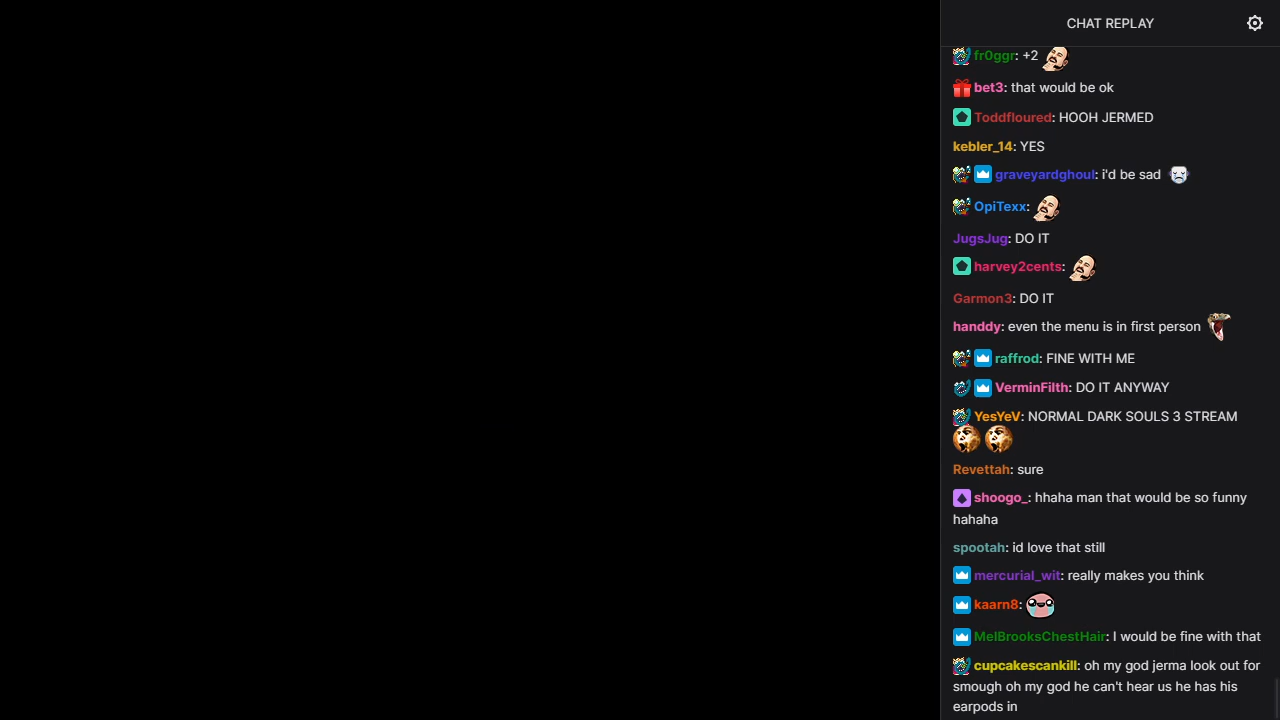 CHAT REPLAY
fr0ggr: +2
bet3: that would be ok
Toddfloured: HOOH JERMED
kebler_14: YES
graveyardghoul: i'd be sad
OpiTexx:
JugsJug: DO IT
harvey2cents:
Garmon3: DO IT
handdy: even the menu is in first person
raffrod: FINE WITH ME
VerminFilth: DO IT ANYWAY
YesYeV: NORMAL DARK SOULS 3 STREAM
Revettah: sure
shoogo_: hhaha man that would be so funny
hahaha
spootah: id love that still
mercurial_wit: really makes you think
kaarn8:
MelBrooksChestHair: I would be fine with that
cupcakescankill: oh my god jerma look out for
smough oh my god he can't hear us he has his
earpods in